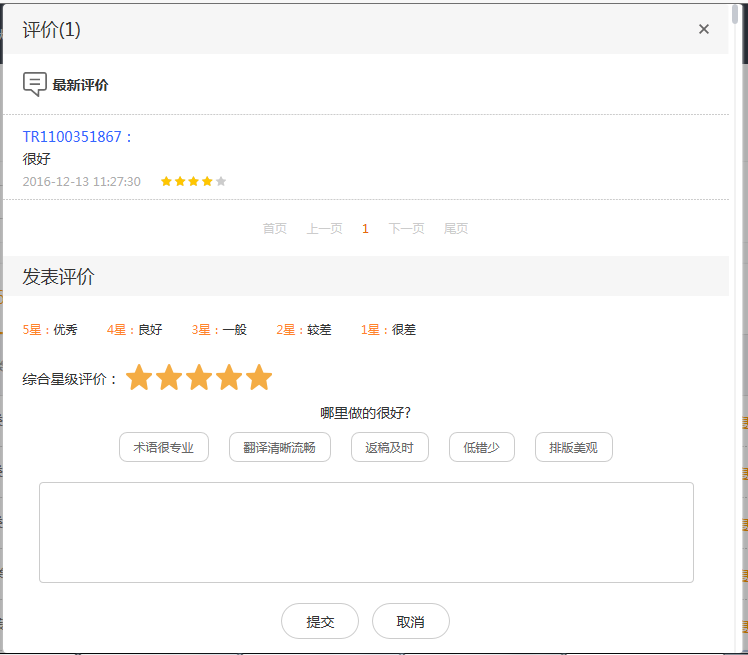 评价(1)
×
最新评价
TR1100351867：
很好
2016-12-13 11:27:30
首页 上一页 1 下一页 尾页
发表评价
5星：优秀 4星：良好 3星：一般 2星：较差 1星：很差
综合星级评价：
哪里做的很好?
术语很专业 翻译清晰流畅 返稿及时 低错少 排版美观
提交 取消